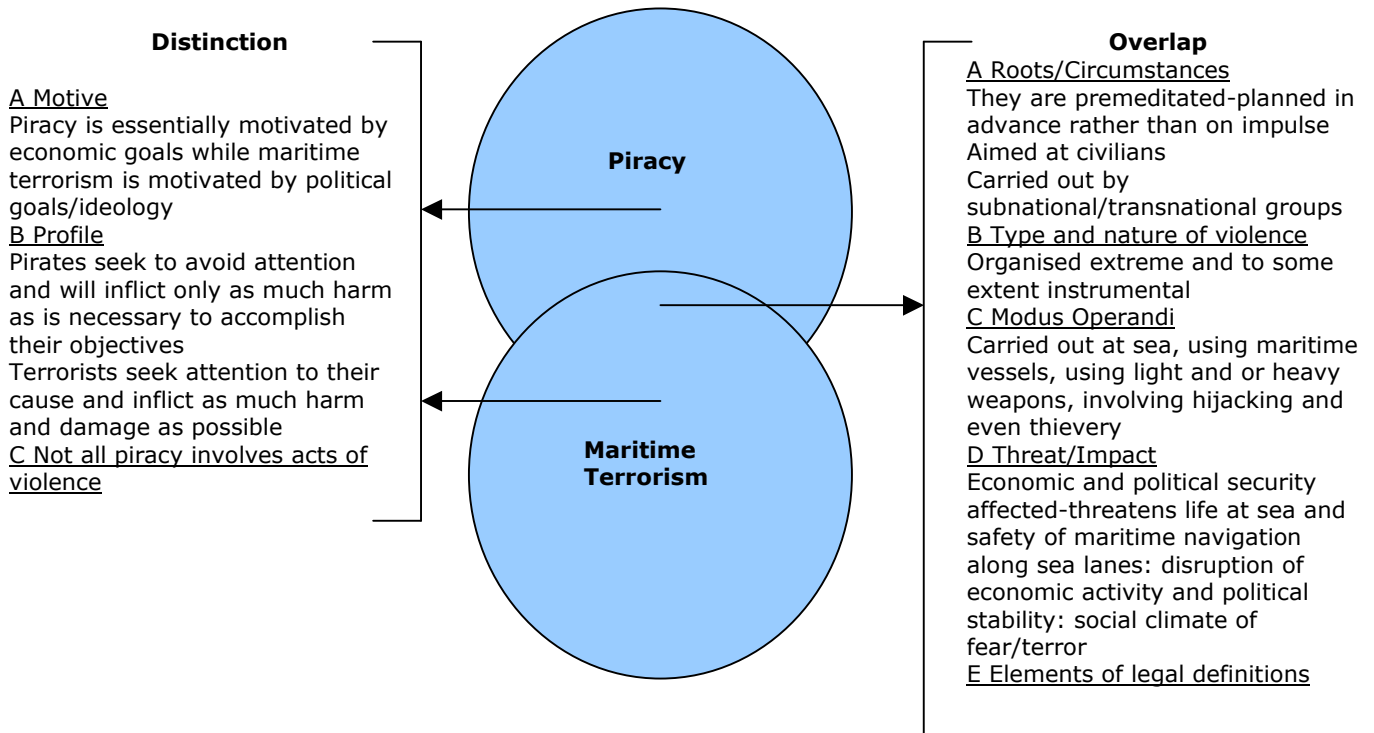 Distinction
A Motive
Piracy is essentially motivated by
economic goals while maritime
terrorism is motivated by political
goals/ideology
B Profile
Pirates seek to avoid attention
and will inflict only as much harm
as is necessary to accomplish
their objectives
Terrorists seek attention to their
cause and inflict as much harm
and damage as possible
C Not all piracy involves acts of
violence
Piracy
Maritime
Terrorism
Overlap
A Roots/Circumstances
They are premeditated-planned in
advance rather than on impulse
Aimed at civilians
Carried out by
subnational/transnational groups
B Type and nature of violence
Organised extreme and to some
extent instrumental
C Modus Operandi
Carried out at sea, using maritime
vessels, using light and or heavy
weapons, involving hijacking and
even thievery
D Threat/Impact
Economic and political security
affected-threatens life at sea and
safety of maritime navigation
along sea lanes: disruption of
economic activity and political
stability: social climate of
fear/terror
E Elements of legal definitions